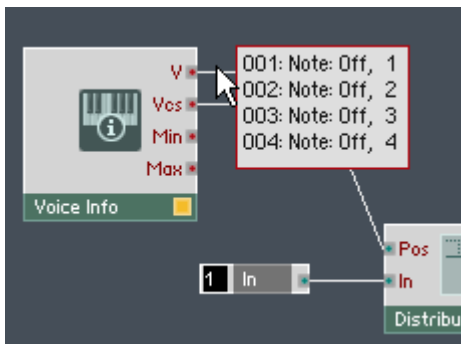 V
Vcs
Min
Max
Voice Info
001: Note: Off, 1
002: Note: Off, 2
003: Note: Off, 3
004: Note: Off, 4
1 In
Pos
In
Distribu